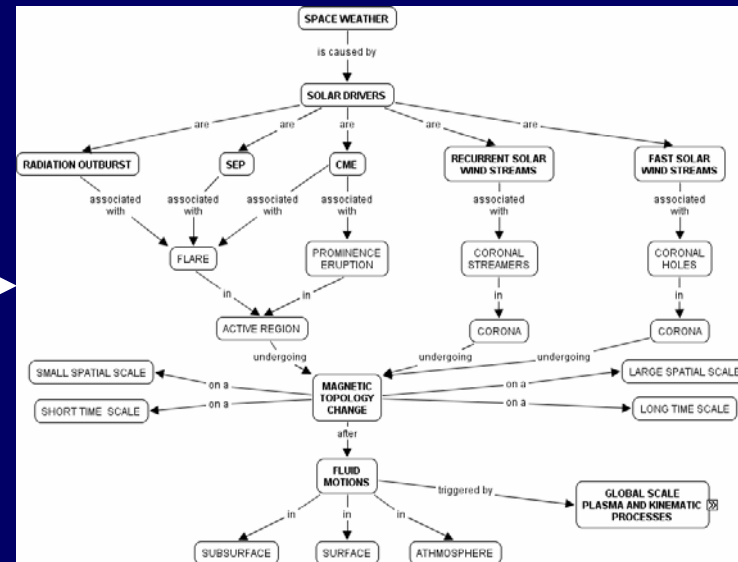 SPACE WEATHER
is caused by
SOLAR DRIVERS
are
are
are
are
are
RADIATION OUTBURST
SEP
CME
RECURRENT SOLAR
WIND STREAMS
FAST SOLAR
WIND STREAMS
associated
with
associated
with
associated
with
associated
with
associated
with
associated
with
FLARE
PROMINENCE
ERUPTION
CORONAL
STREAMERS
CORONAL
HOLES
in
in
in
in
ACTIVE REGION
CORONA
CORONA
undergoing
undergoing
undergoing
SMALL SPATIAL SCALE
on a
MAGNETIC
TOPOLOGY
CHANGE
on a
LARGE SPATIAL SCALE
SHORT TIME SCALE
on a
on a
LONG TIME SCALE
after
FLUID
MOTIONS
triggered by
GLOBAL SCALE
PLASMA AND KINEMATIC
PROCESSES
in
in
in
SUBSURFACE
SURFACE
ATHMOSPHERE